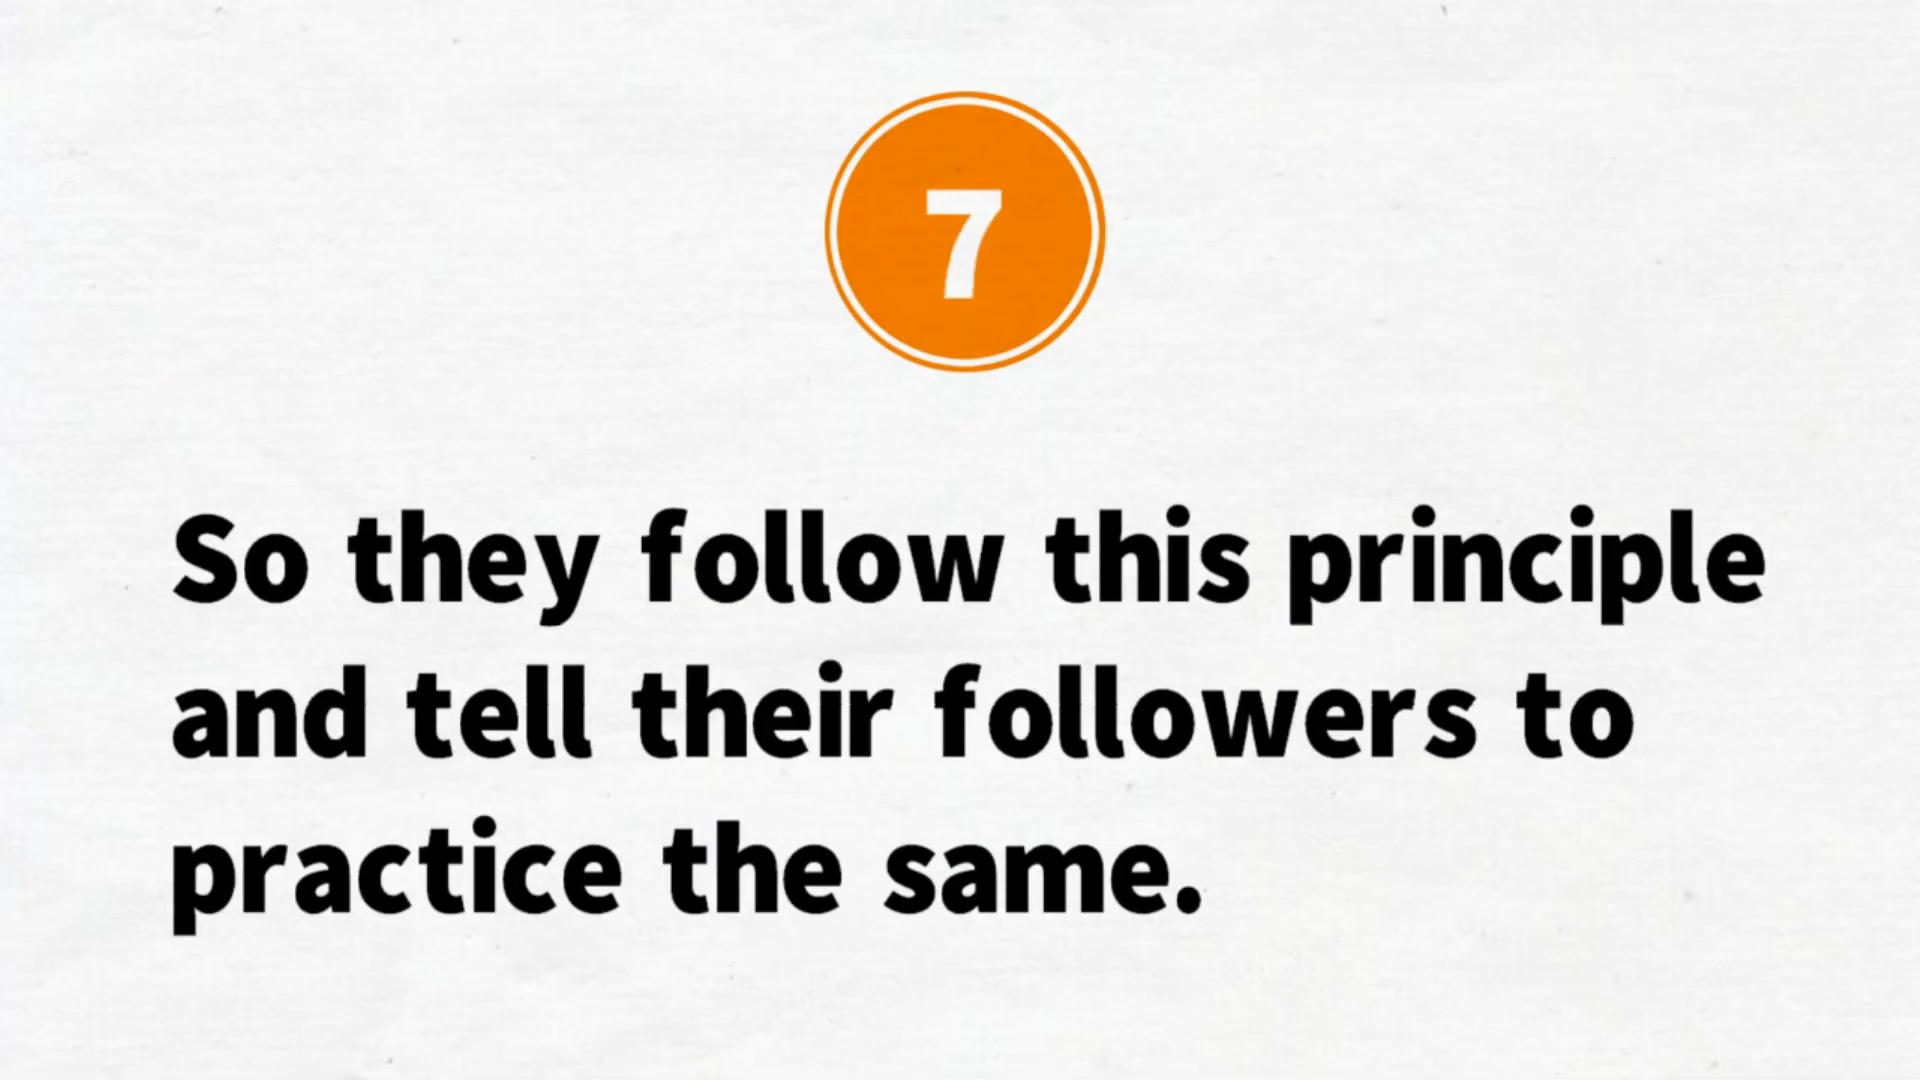 7
So they follow this principle
and tell their followers to
practice the same.